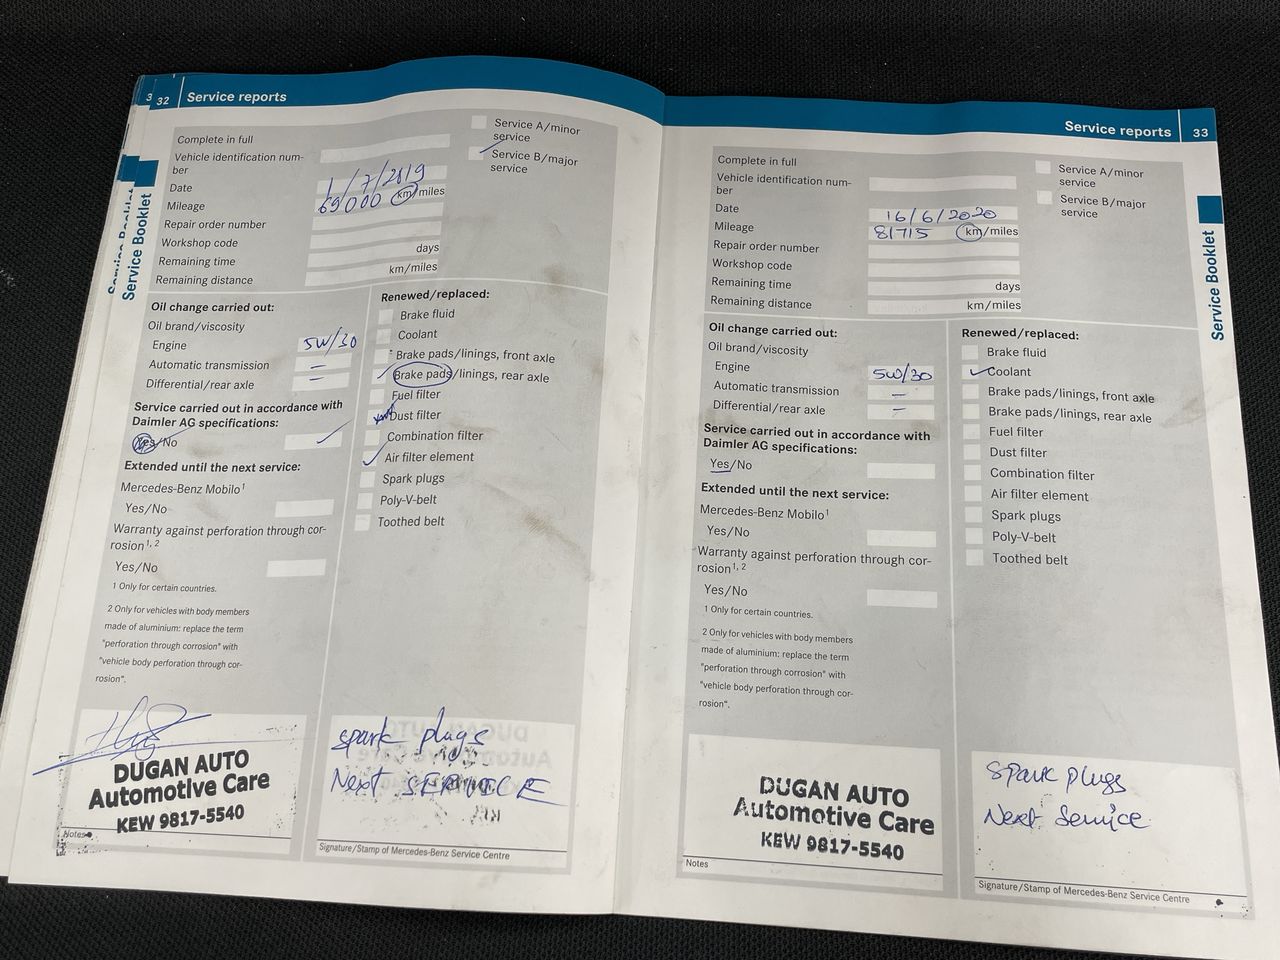 3
32
Service reports
Service Booklet
Service Booklet
Complete in full
Vehicle identification num-
ber
Date 1/7/2019
Mileage 69000 km/miles
Repair order number
Workshop code
Remaining time days
Remaining distance km/miles
Service A/minor
service
Service B/major
service
Oil change carried out:
Oil brand/viscosity
Engine 5W/30
Automatic transmission –
Differential/rear axle –
Service carried out in accordance with
Daimler AG specifications:
Yes/No
Extended until the next service:
Mercedes-Benz Mobilo1
Yes/No
Warranty against perforation through cor-
rosion1, 2
Yes/No
1 Only for certain countries.
2 Only for vehicles with body members
made of aluminium: replace the term
"perforation through corrosion" with
"vehicle body perforation through cor-
rosion".
Renewed/replaced:
Brake fluid
Coolant
Brake pads/linings, front axle
Brake pads/linings, rear axle
Fuel filter
Dust filter
Combination filter
Air filter element
Spark plugs
Poly-V-belt
Toothed belt
DUGAN AUTO
Automotive Care
KEW 9817-5540
Notes
spark plugs
Next SERVICE
Signature/Stamp of Mercedes-Benz Service Centre
Service reports
33
Service Booklet
Complete in full
Vehicle identification num-
ber
Date 16/6/2020
Mileage 81715 km/miles
Repair order number
Workshop code
Remaining time days
Remaining distance km/miles
Service A/minor
service
Service B/major
service
Oil change carried out:
Oil brand/viscosity
Engine 5W/30
Automatic transmission –
Differential/rear axle –
Service carried out in accordance with
Daimler AG specifications:
Yes/No
Extended until the next service:
Mercedes-Benz Mobilo1
Yes/No
Warranty against perforation through cor-
rosion1, 2
Yes/No
1 Only for certain countries.
2 Only for vehicles with body members
made of aluminium: replace the term
"perforation through corrosion" with
"vehicle body perforation through cor-
rosion".
Renewed/replaced:
Brake fluid
Coolant
Brake pads/linings, front axle
Brake pads/linings, rear axle
Fuel filter
Dust filter
Combination filter
Air filter element
Spark plugs
Poly-V-belt
Toothed belt
DUGAN AUTO
Automotive Care
KEW 9817-5540
Notes
Spark plugs
Next Service
Signature/Stamp of Mercedes-Benz Service Centre